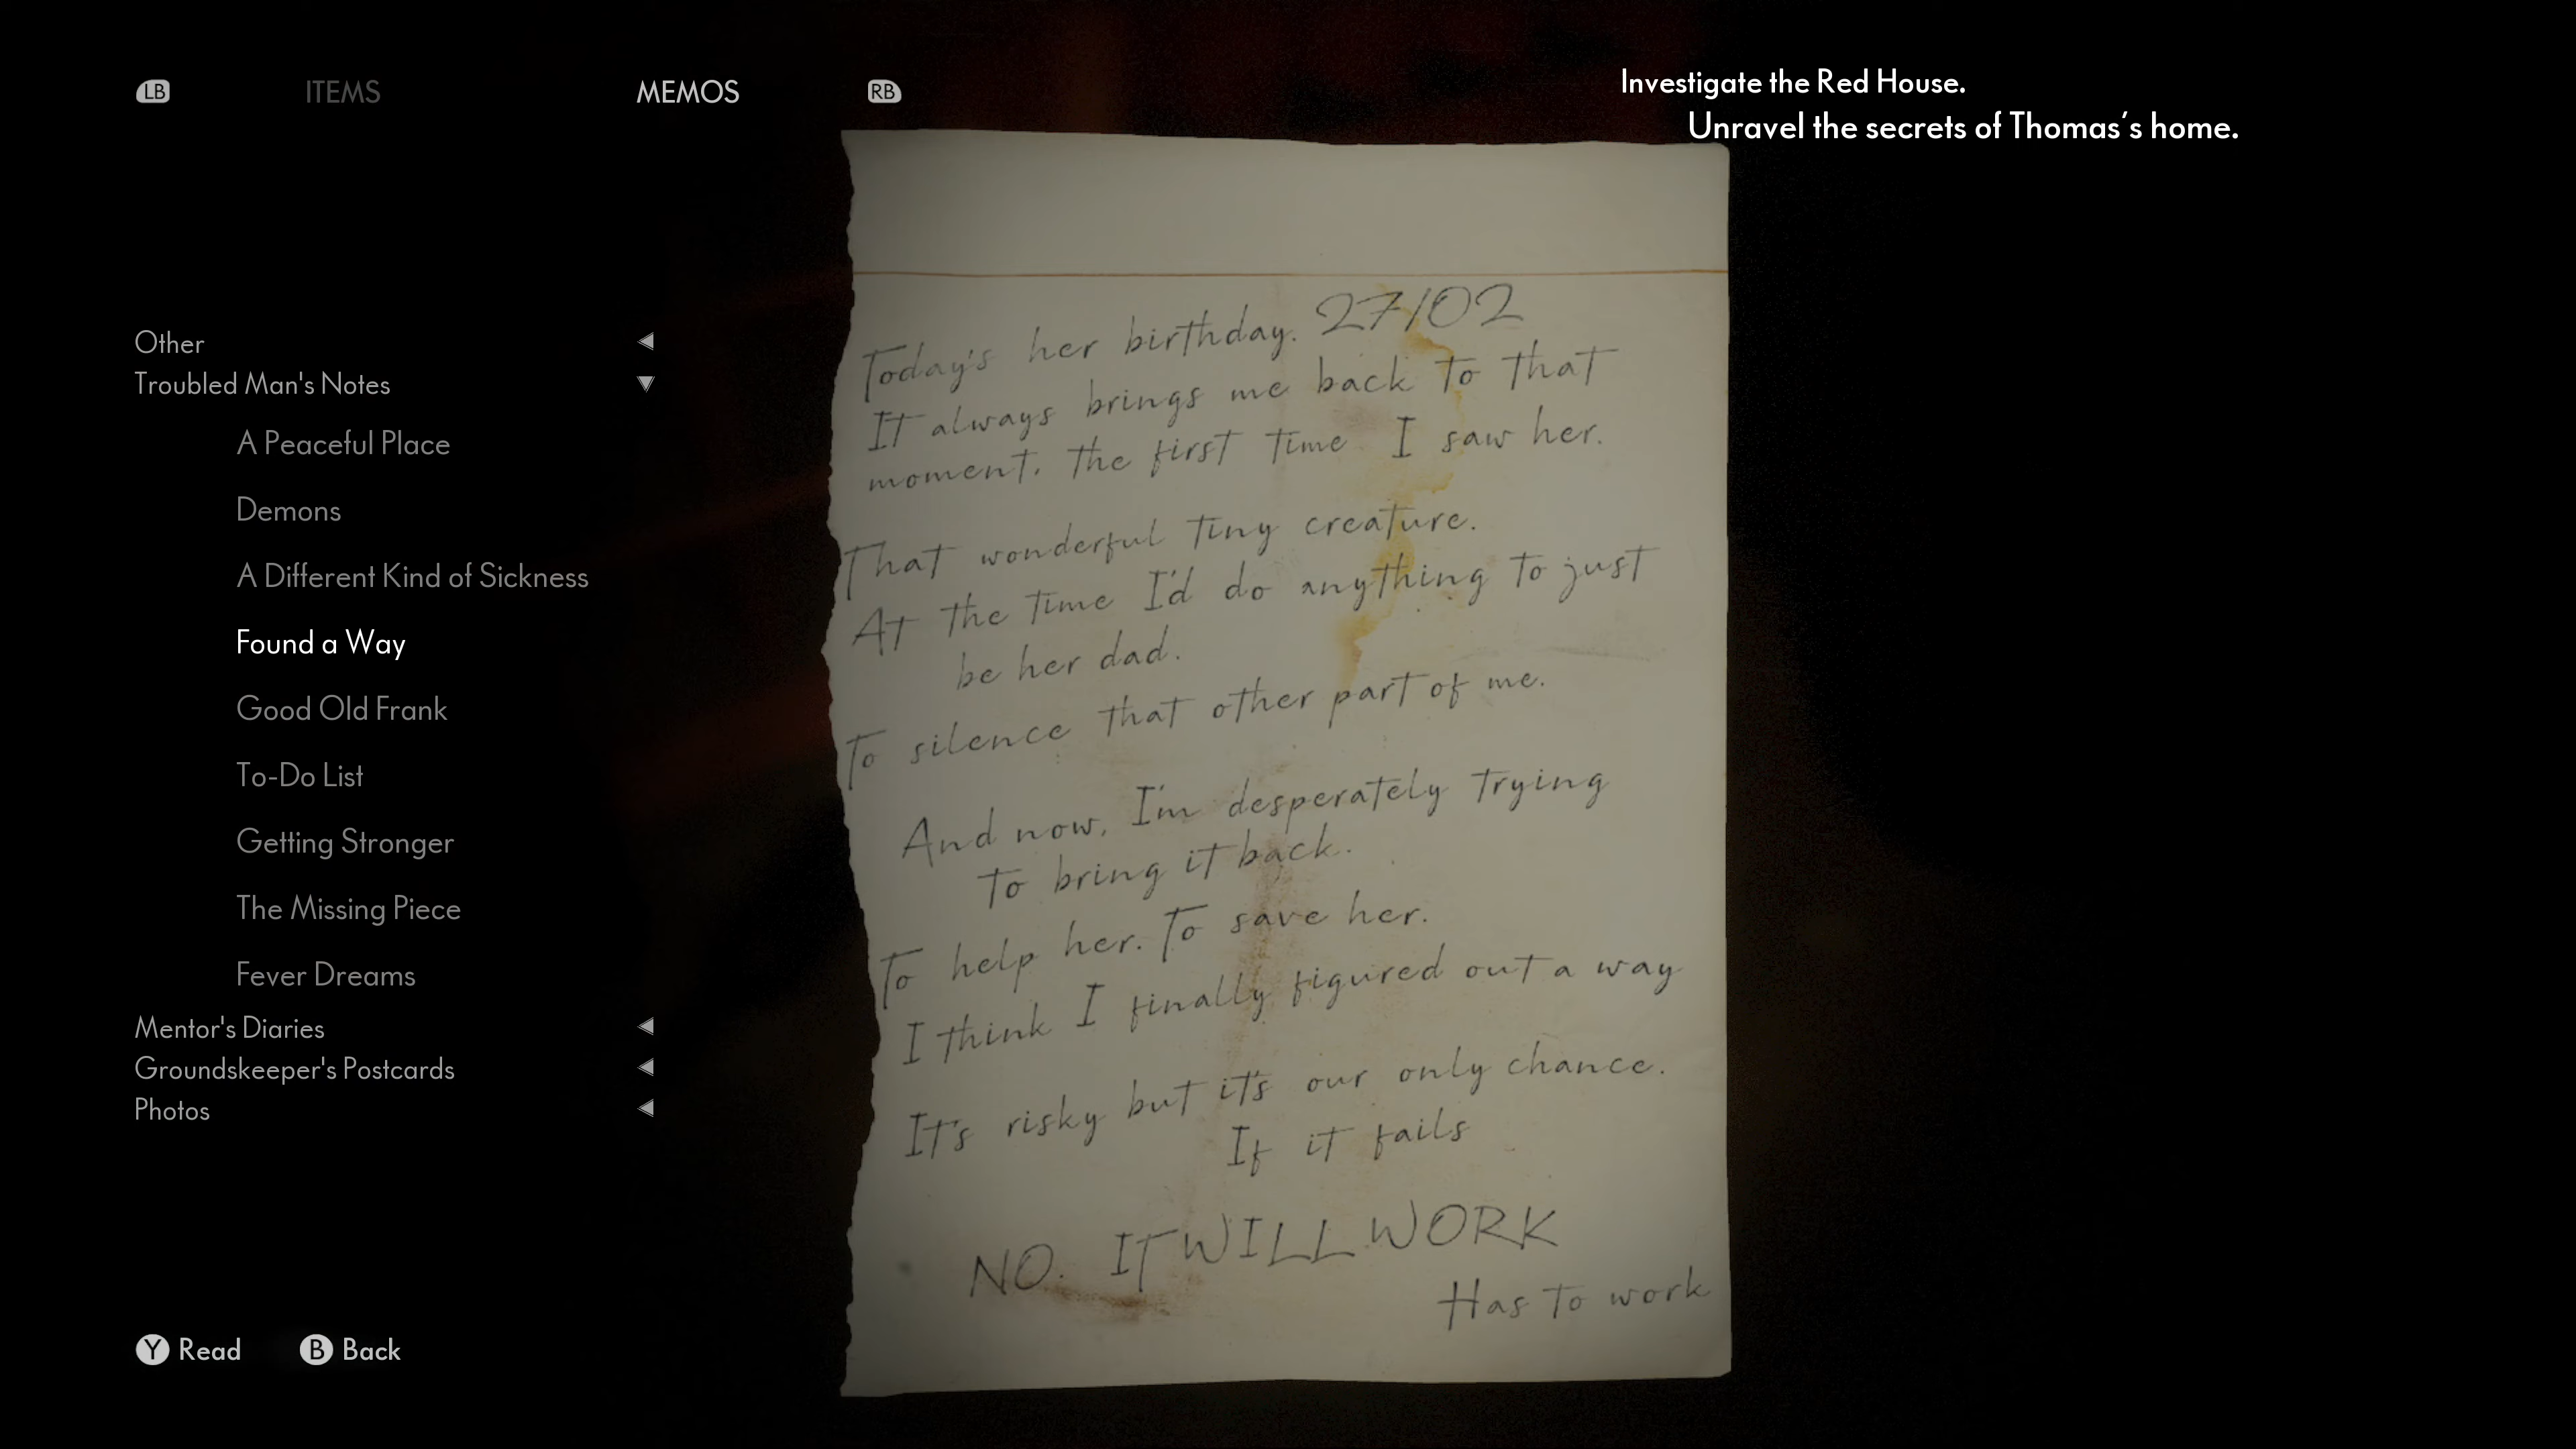 LB ITEMS MEMOS RB
Investigate the Red House.
Unravel the secrets of Thomas's home.
Other
Troubled Man's Notes
A Peaceful Place
Demons
A Different Kind of Sickness
Found a Way
Good Old Frank
To-Do List
Getting Stronger
The Missing Piece
Fever Dreams
Mentor's Diaries
Groundskeeper's Postcards
Photos
Y Read B Back
Today's her birthday. 27/02
It always brings me back to that
moment. The first time I saw her.
That wonderful tiny creature.
At the time I'd do anything to just
be her dad.
To silence that other part of me.
And now, I'm desperately trying
to bring it back.
To help her. To save her.
I think I finally figured out a way
It's risky but it's our only chance.
If it fails
NO. IT WILL WORK
Has to work